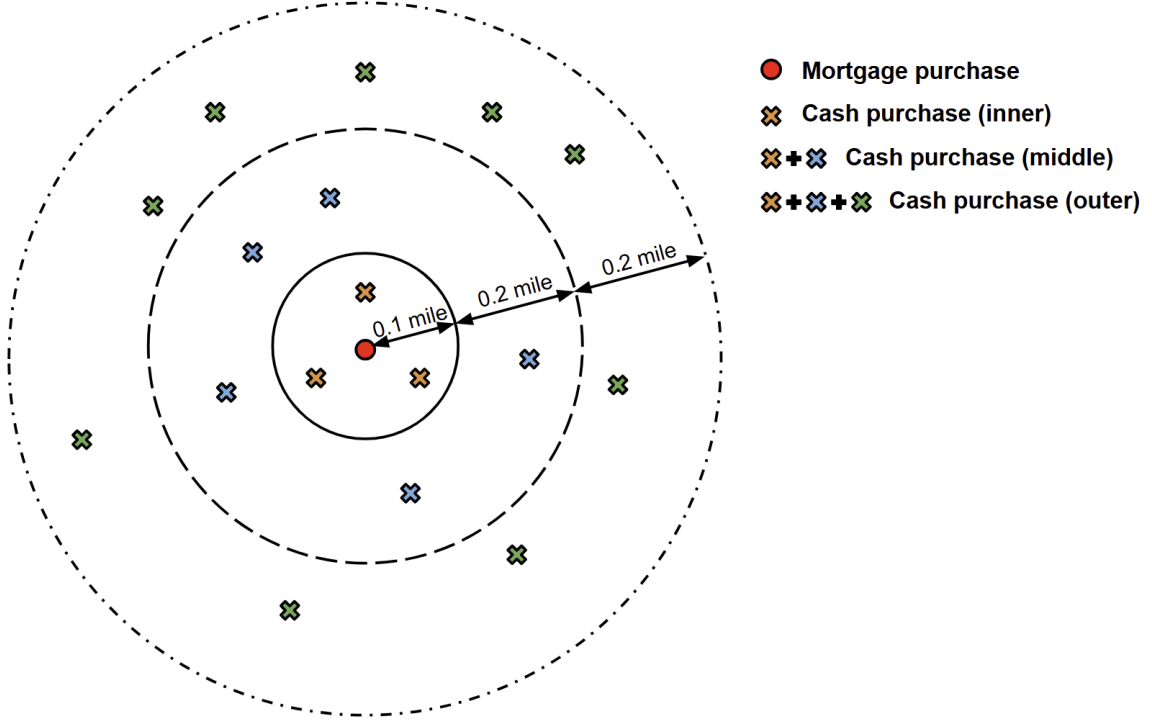 Mortgage purchase
Cash purchase (inner)
+ Cash purchase (middle)
+ + Cash purchase (outer)
0.1 mile
0.2 mile
0.2 mile